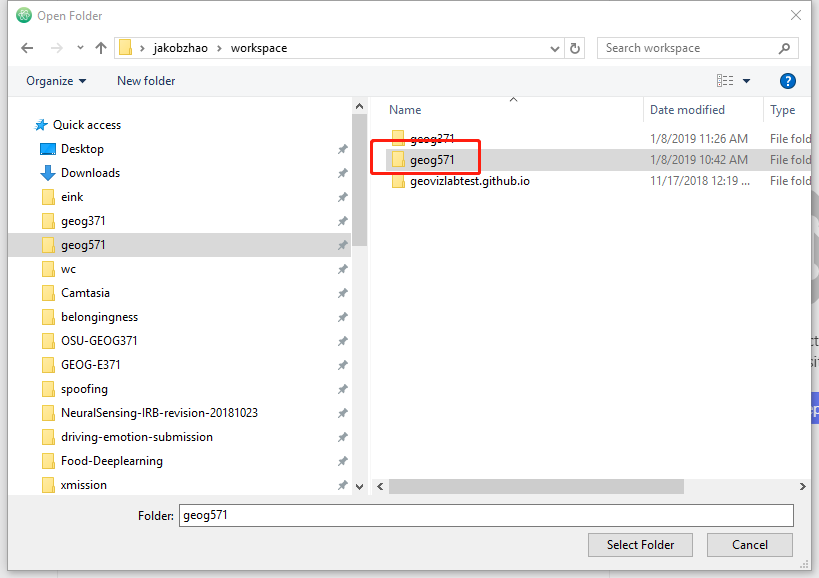 Open Folder
jakobzhao › workspace
Search workspace
Organize
New folder
?
Name
Date modified
Type
Quick access
Desktop
Downloads
eink
geog371
geog571
wc
Camtasia
belongingness
OSU-GEOG371
GEOG-E371
spoofing
NeuralSensing-IRB-revision-20181023
driving-emotion-submission
Food-Deeplearning
xmission
geog371 1/8/2019 11:26 AM File fold
geog571 1/8/2019 10:42 AM File fold
geovizlabtest.github.io 11/17/2018 12:19 ... File fold
Folder: geog571
Select Folder
Cancel